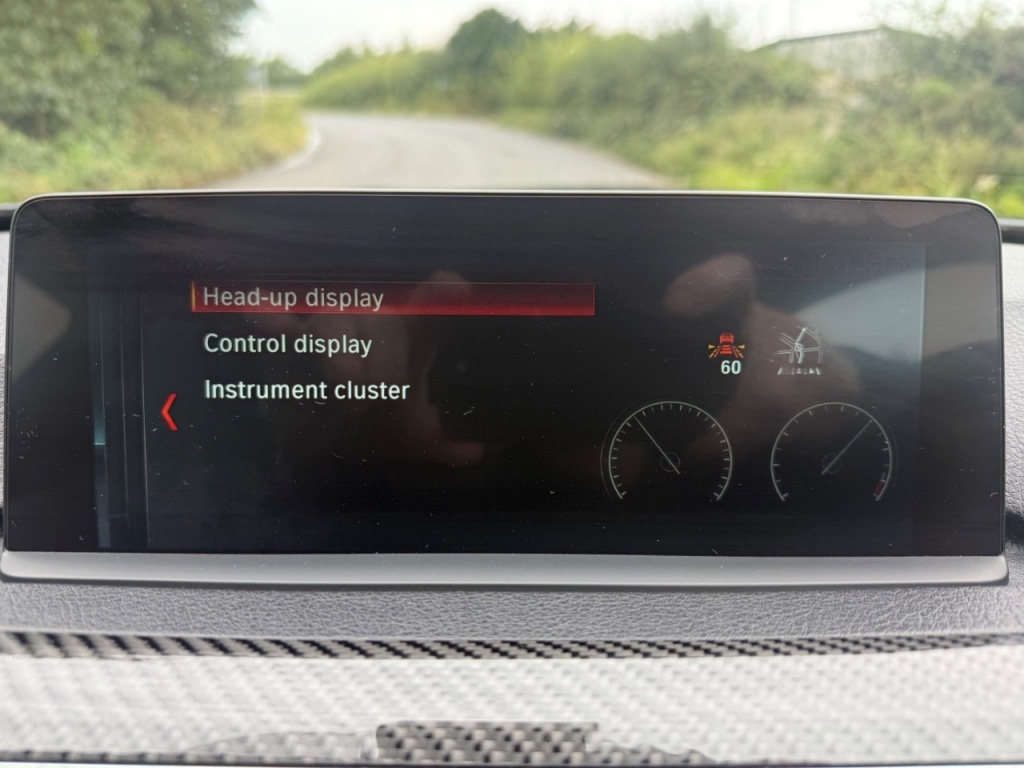 Head-up display
Control display
Instrument cluster
60